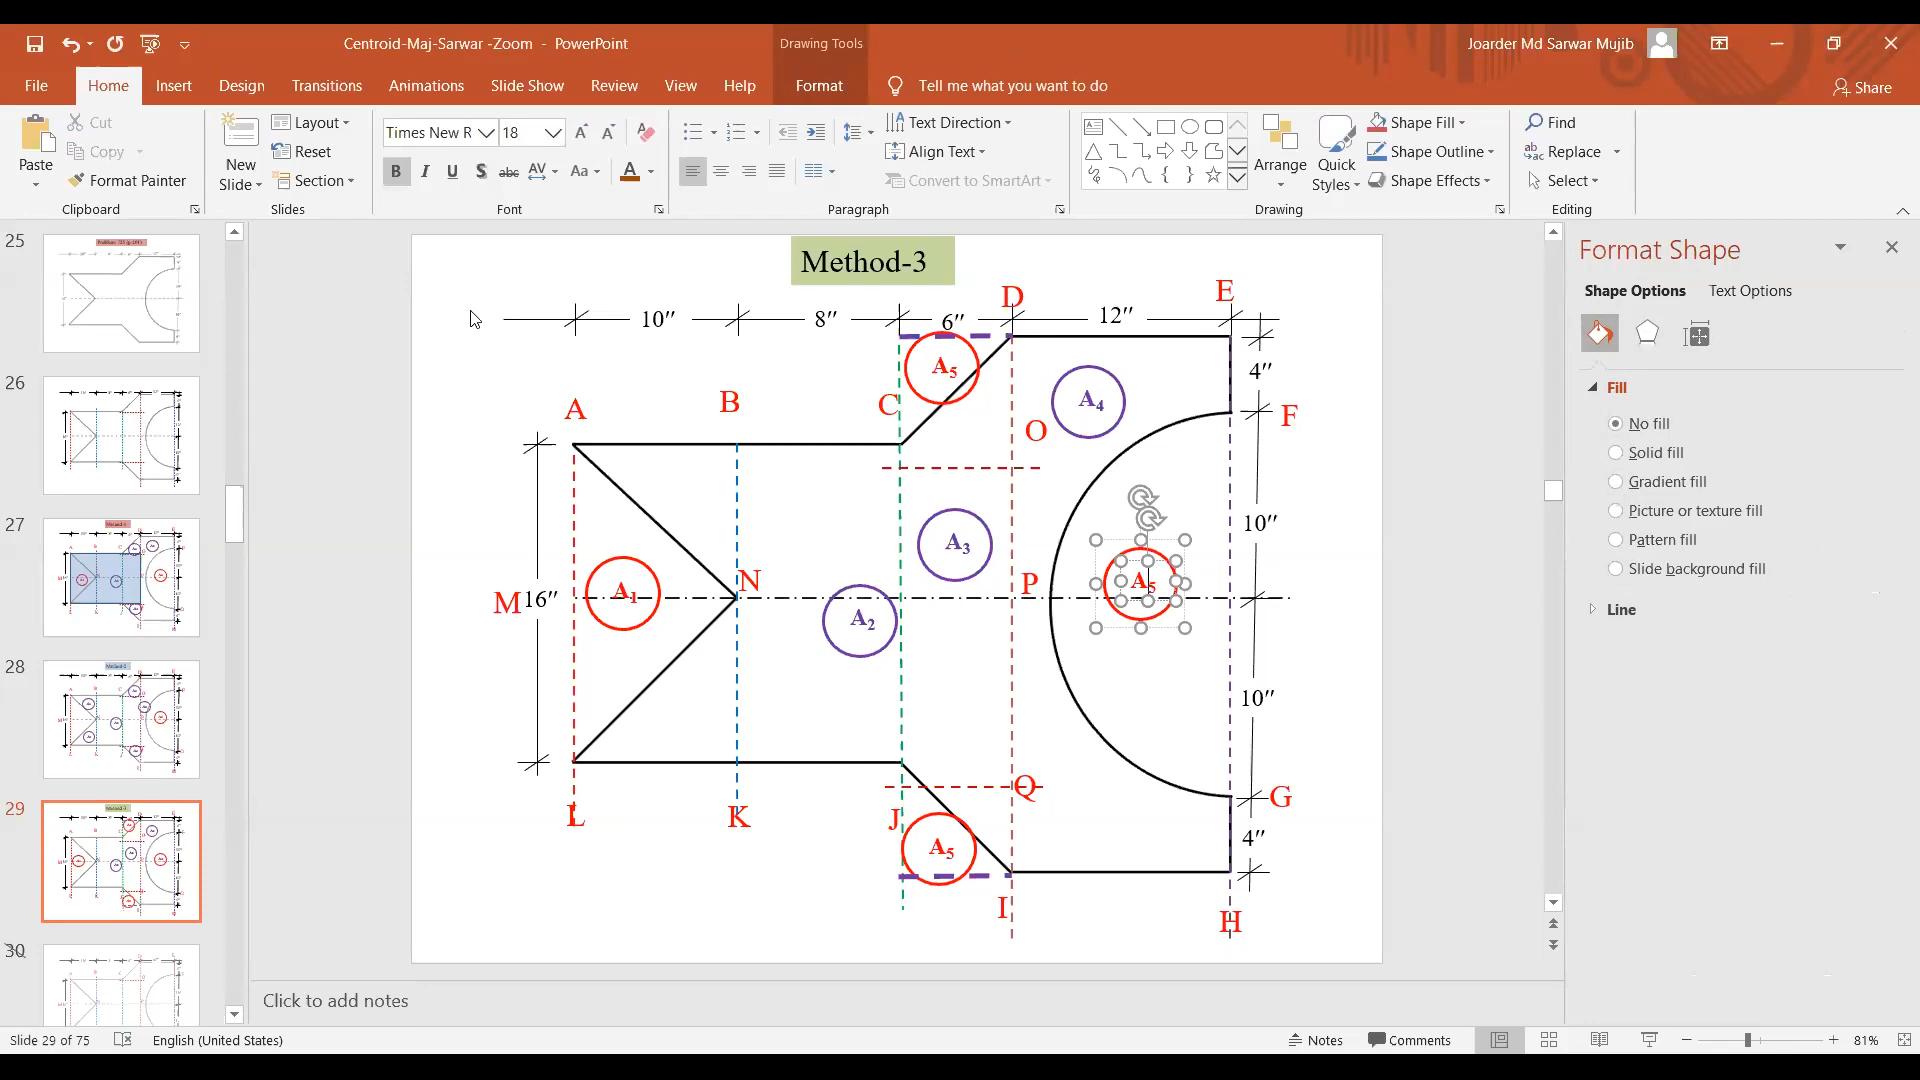 Centroid-Maj-Sarwar -Zoom - PowerPoint
Drawing Tools
Joarder Md Sarwar Mujib
File Home Insert Design Transitions Animations Slide Show Review View Help Format Tell me what you want to do
Share
Paste
Cut
Copy
Format Painter
Clipboard
New
Slide
Layout
Reset
Section
Slides
Times New R 18
B I U S abc AV Aa A
Font
Text Direction
Align Text
Convert to SmartArt
Paragraph
Arrange
Quick
Styles
Shape Fill
Shape Outline
Shape Effects
Drawing
Find
Replace
Select
Editing
25
26
27
28
29
30
Method-3
10″ 8″ 6″ 12″
D E
A B C O F
A5 A4
4″
10″
A3
M 16″ A1 N A2 P A5
10″
L K J Q G
A5
4″
I H
Click to add notes
Format Shape
Shape Options Text Options
Fill
No fill
Solid fill
Gradient fill
Picture or texture fill
Pattern fill
Slide background fill
Line
Slide 29 of 75 English (United States) Notes Comments 81%